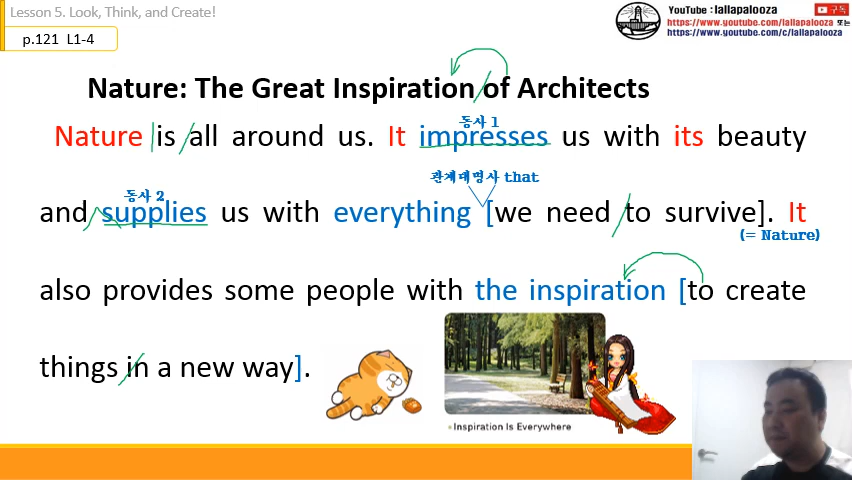 Lesson 5. Look, Think, and Create!
p.121 L1-4
YouTube : lallapalooza
구독
https://www.youtube.com/lallapalooza 또는
https://www.youtube.com/c/lallapalooza
Nature: The Great Inspiration of Architects
동사 1
Nature is all around us. It impresses us with its beauty
동사 2
관계대명사 that
and supplies us with everything [we need to survive]. It
(= Nature)
also provides some people with the inspiration [to create
things in a new way].
Inspiration Is Everywhere